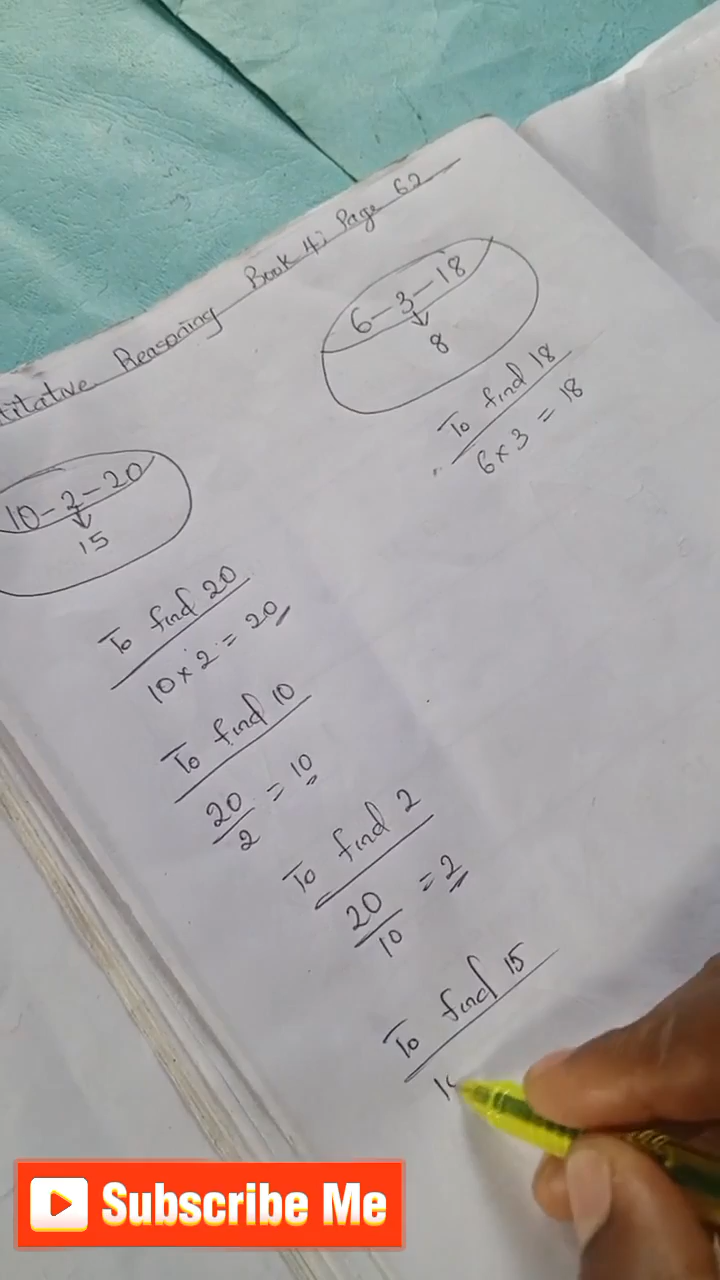 titative Reasoning Book 4; Page 62
10-2-20
15
To find 20
10 x 2 = 20
To find 10
20
2
= 10
To find 2
20
10
= 2
To find 15
6-3-18
8
To find 18
6 x 3 = 18
Subscribe Me